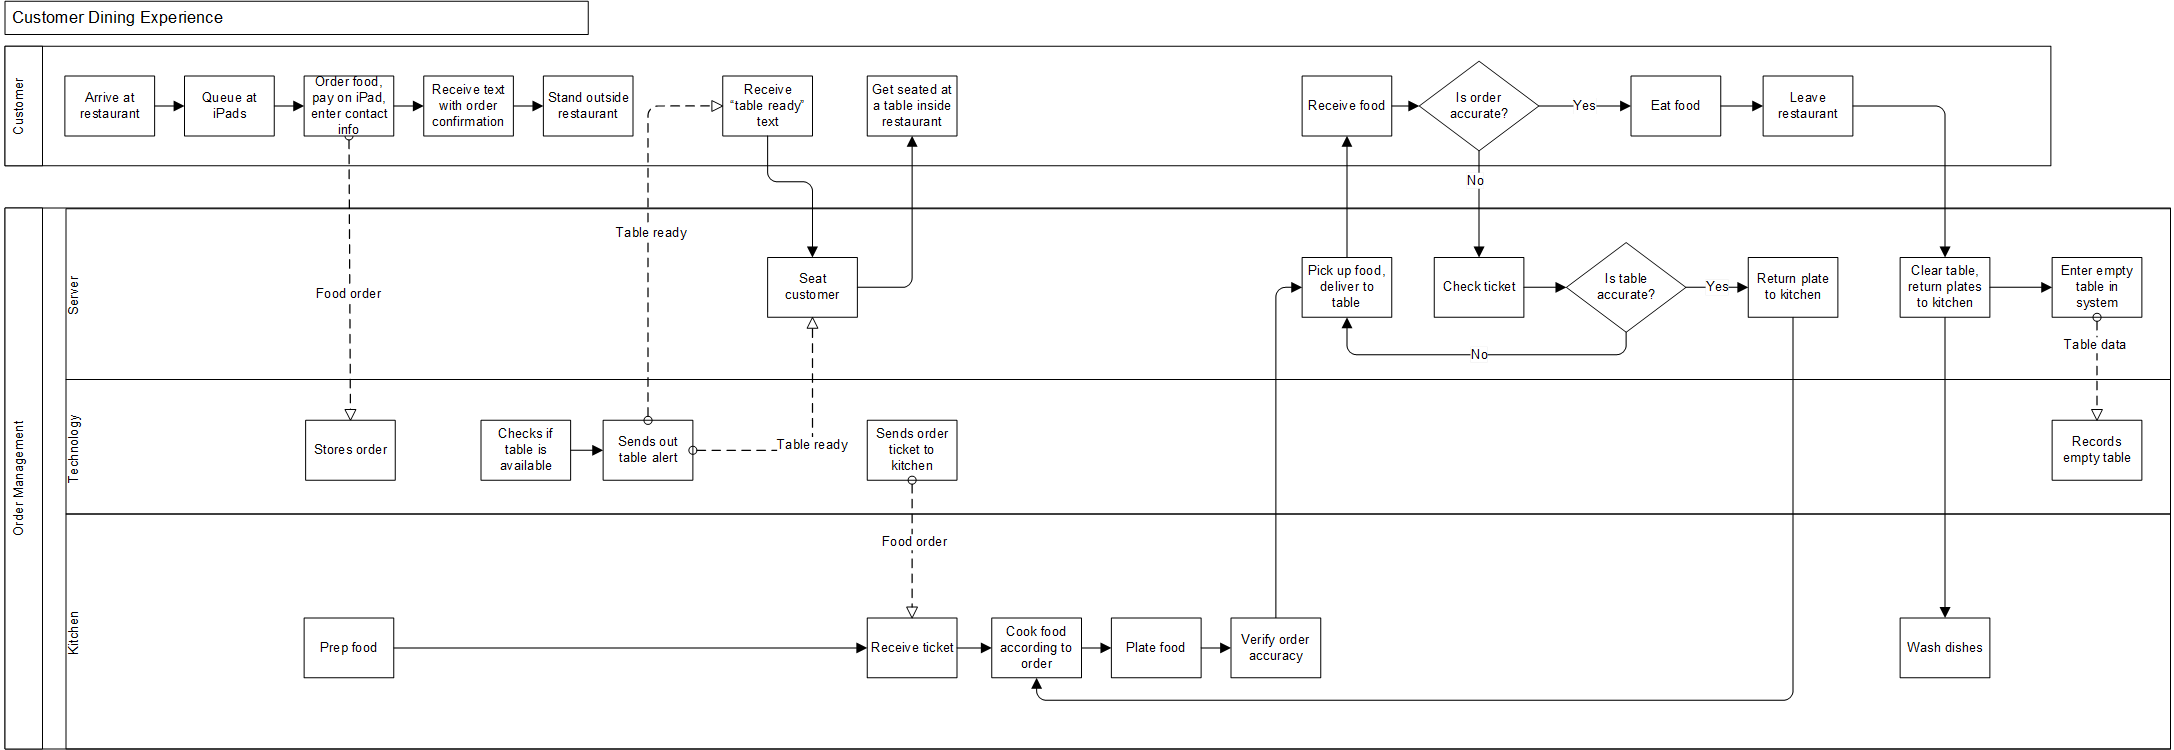 Customer Dining Experience
Customer
Arrive at
restaurant
Queue at
iPads
Order food,
pay on iPad,
enter contact
info
Receive text
with order
confirmation
Stand outside
restaurant
Receive
“table ready”
text
Get seated at
a table inside
restaurant
Receive food
Is order
accurate?
Yes
Eat food
Leave
restaurant
No
Order Management
Server
Table ready
Food order
Seat
customer
Pick up food,
deliver to
table
Check ticket
Is table
accurate?
Yes
Return plate
to kitchen
Clear table,
return plates
to kitchen
Enter empty
table in
system
No
Table data
Technology
Stores order
Checks if
table is
available
Sends out
table alert
Table ready
Sends order
ticket to
kitchen
Records
empty table
Kitchen
Food order
Prep food
Receive ticket
Cook food
according to
order
Plate food
Verify order
accuracy
Wash dishes